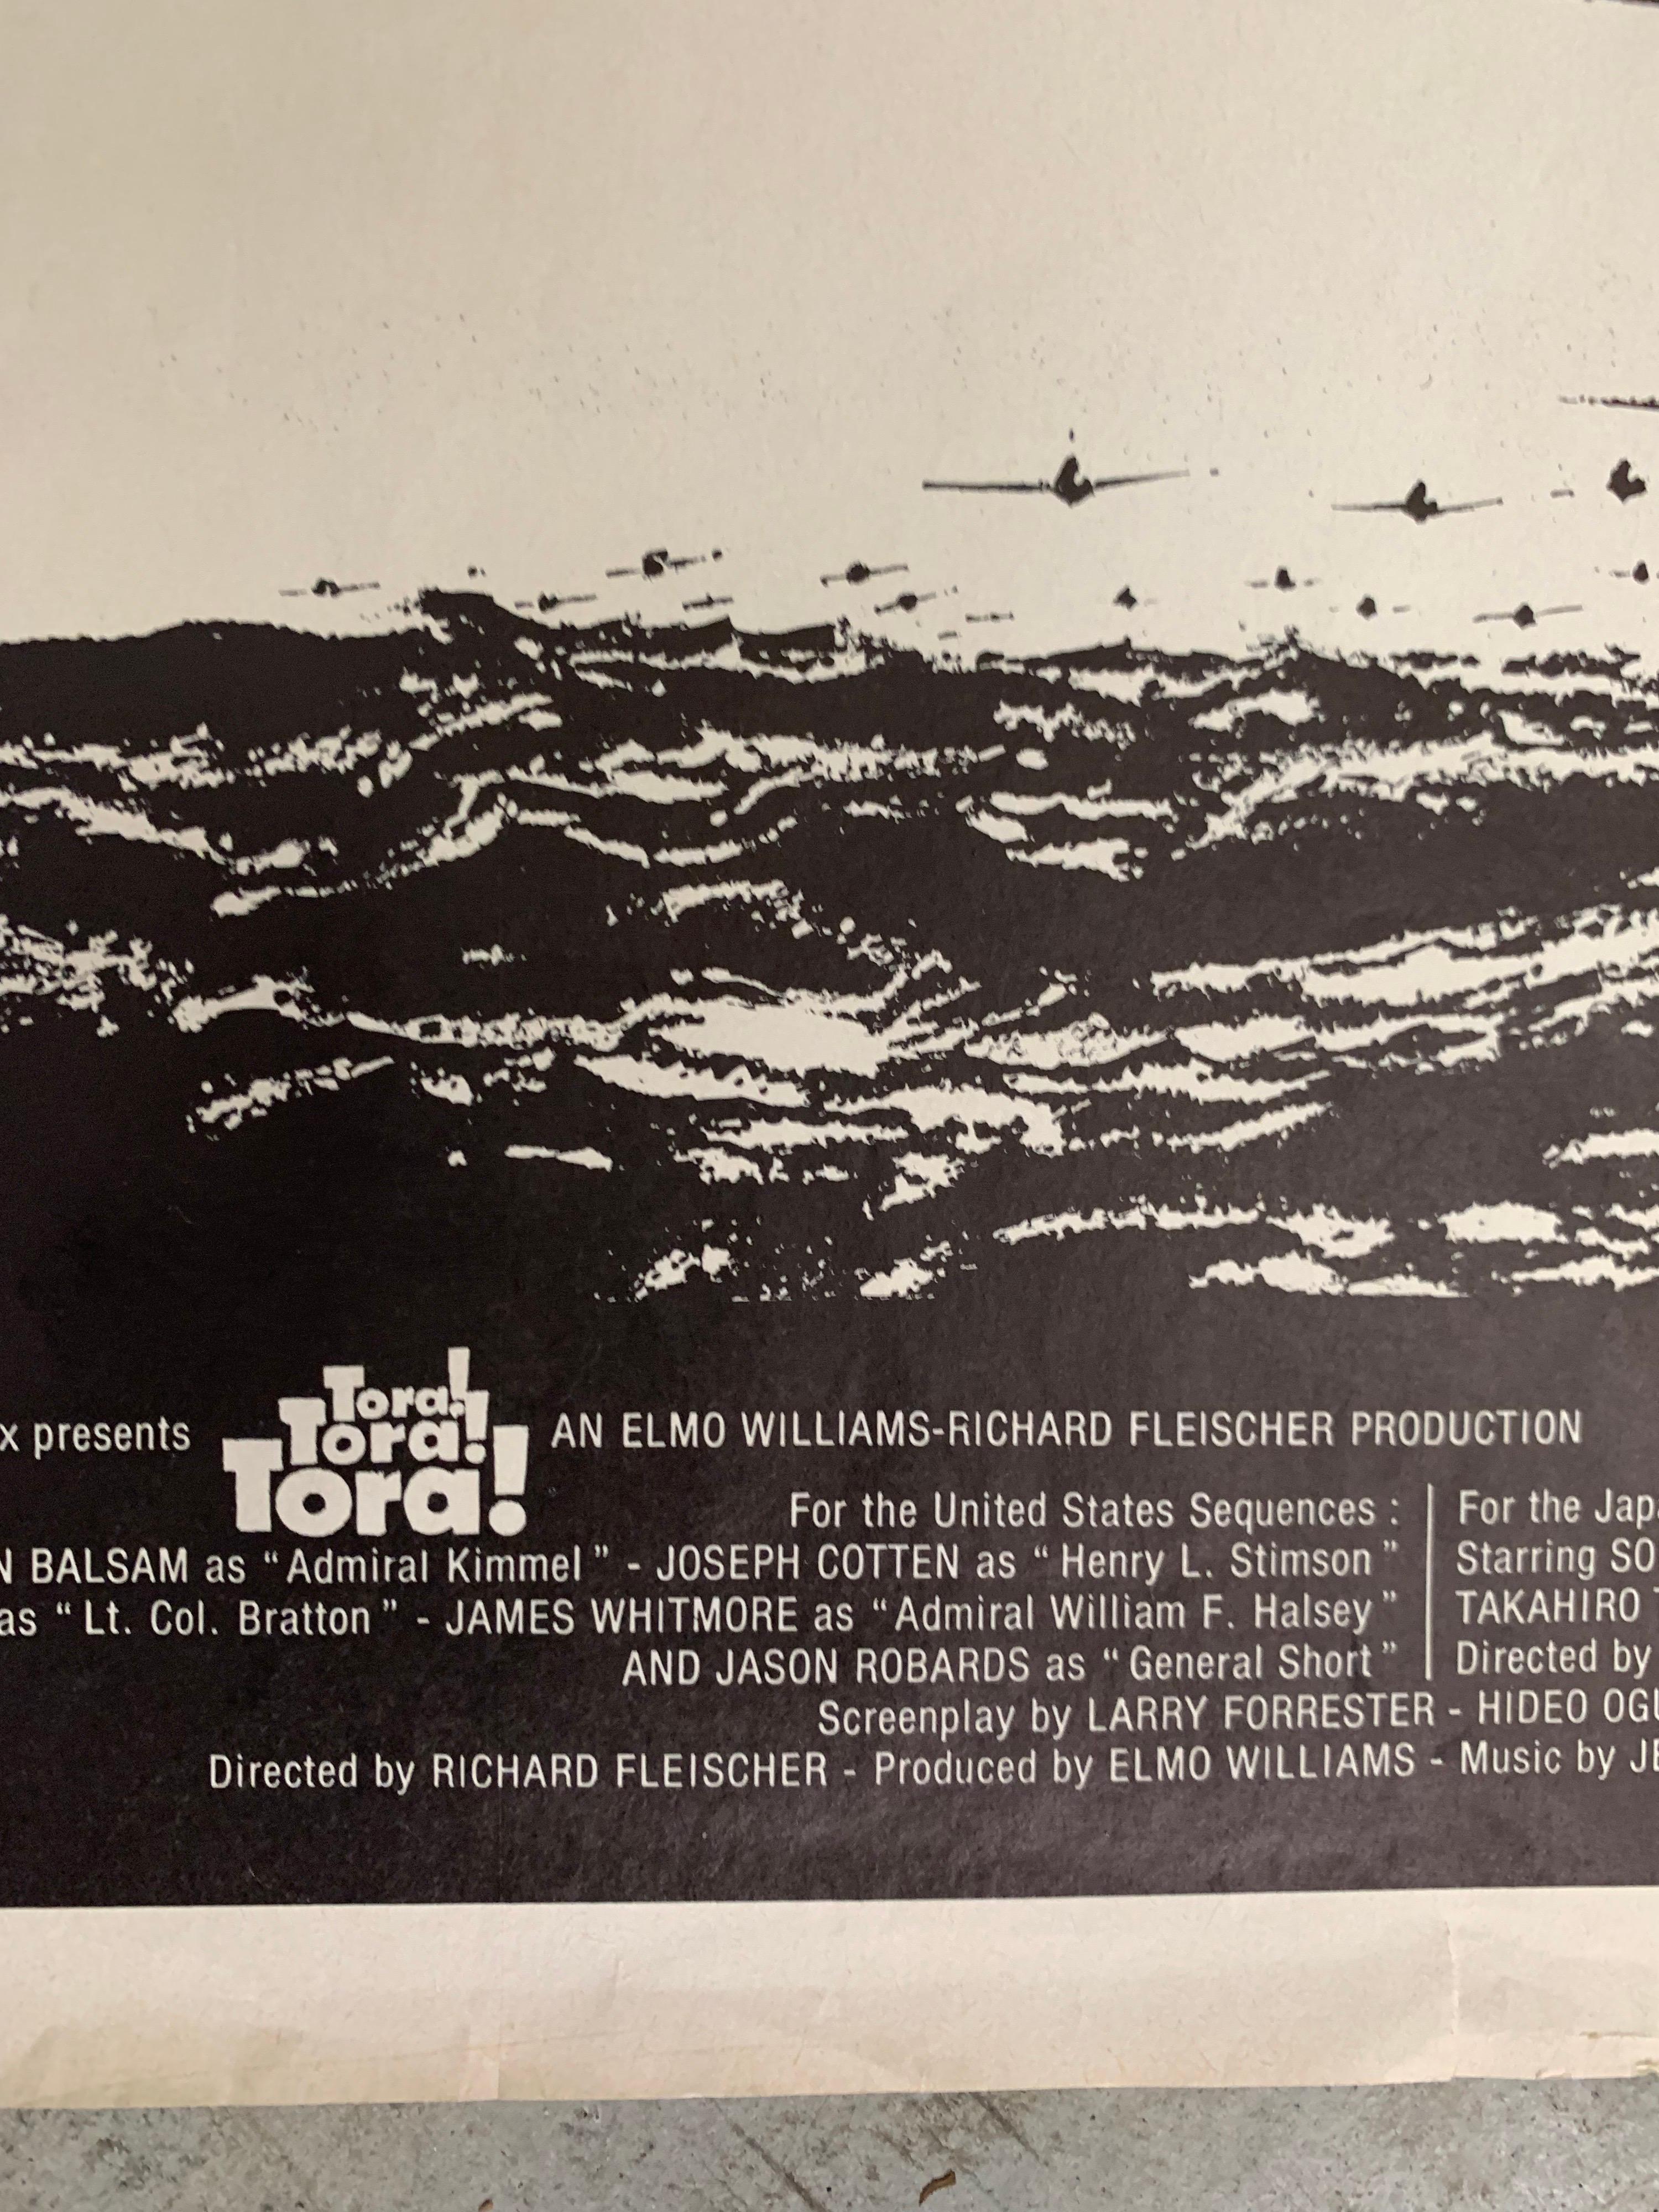 x presents Tora! Tora! Tora! AN ELMO WILLIAMS-RICHARD FLEISCHER PRODUCTION
For the United States Sequences : For the Japa
N BALSAM as “Admiral Kimmel” - JOSEPH COTTEN as “Henry L. Stimson” Starring SO
as “Lt. Col. Bratton” - JAMES WHITMORE as “Admiral William F. Halsey” TAKAHIRO T
AND JASON ROBARDS as “General Short” Directed by
Screenplay by LARRY FORRESTER - HIDEO OGU
Directed by RICHARD FLEISCHER - Produced by ELMO WILLIAMS - Music by JE